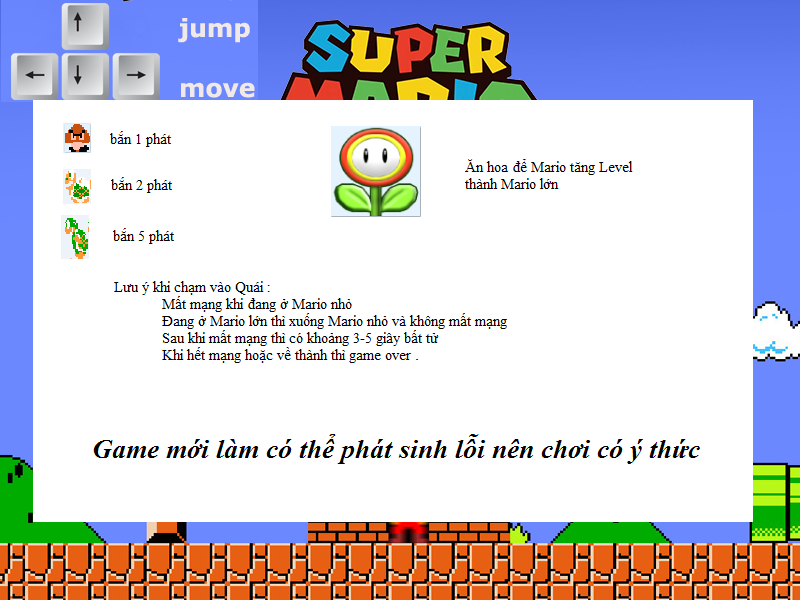 jump
move
SUPER
MARIO
bắn 1 phát
bắn 2 phát
bắn 5 phát
Ăn hoa để Mario tăng Level
thành Mario lớn
Lưu ý khi chạm vào Quái :
Mất mạng khi đang ở Mario nhỏ
Đang ở Mario lớn thì xuống Mario nhỏ và không mất mạng
Sau khi mất mạng thì có khoảng 3-5 giây bất tử
Khi hết mạng hoặc về thành thì game over .
Game mới làm có thể phát sinh lỗi nên chơi có ý thức